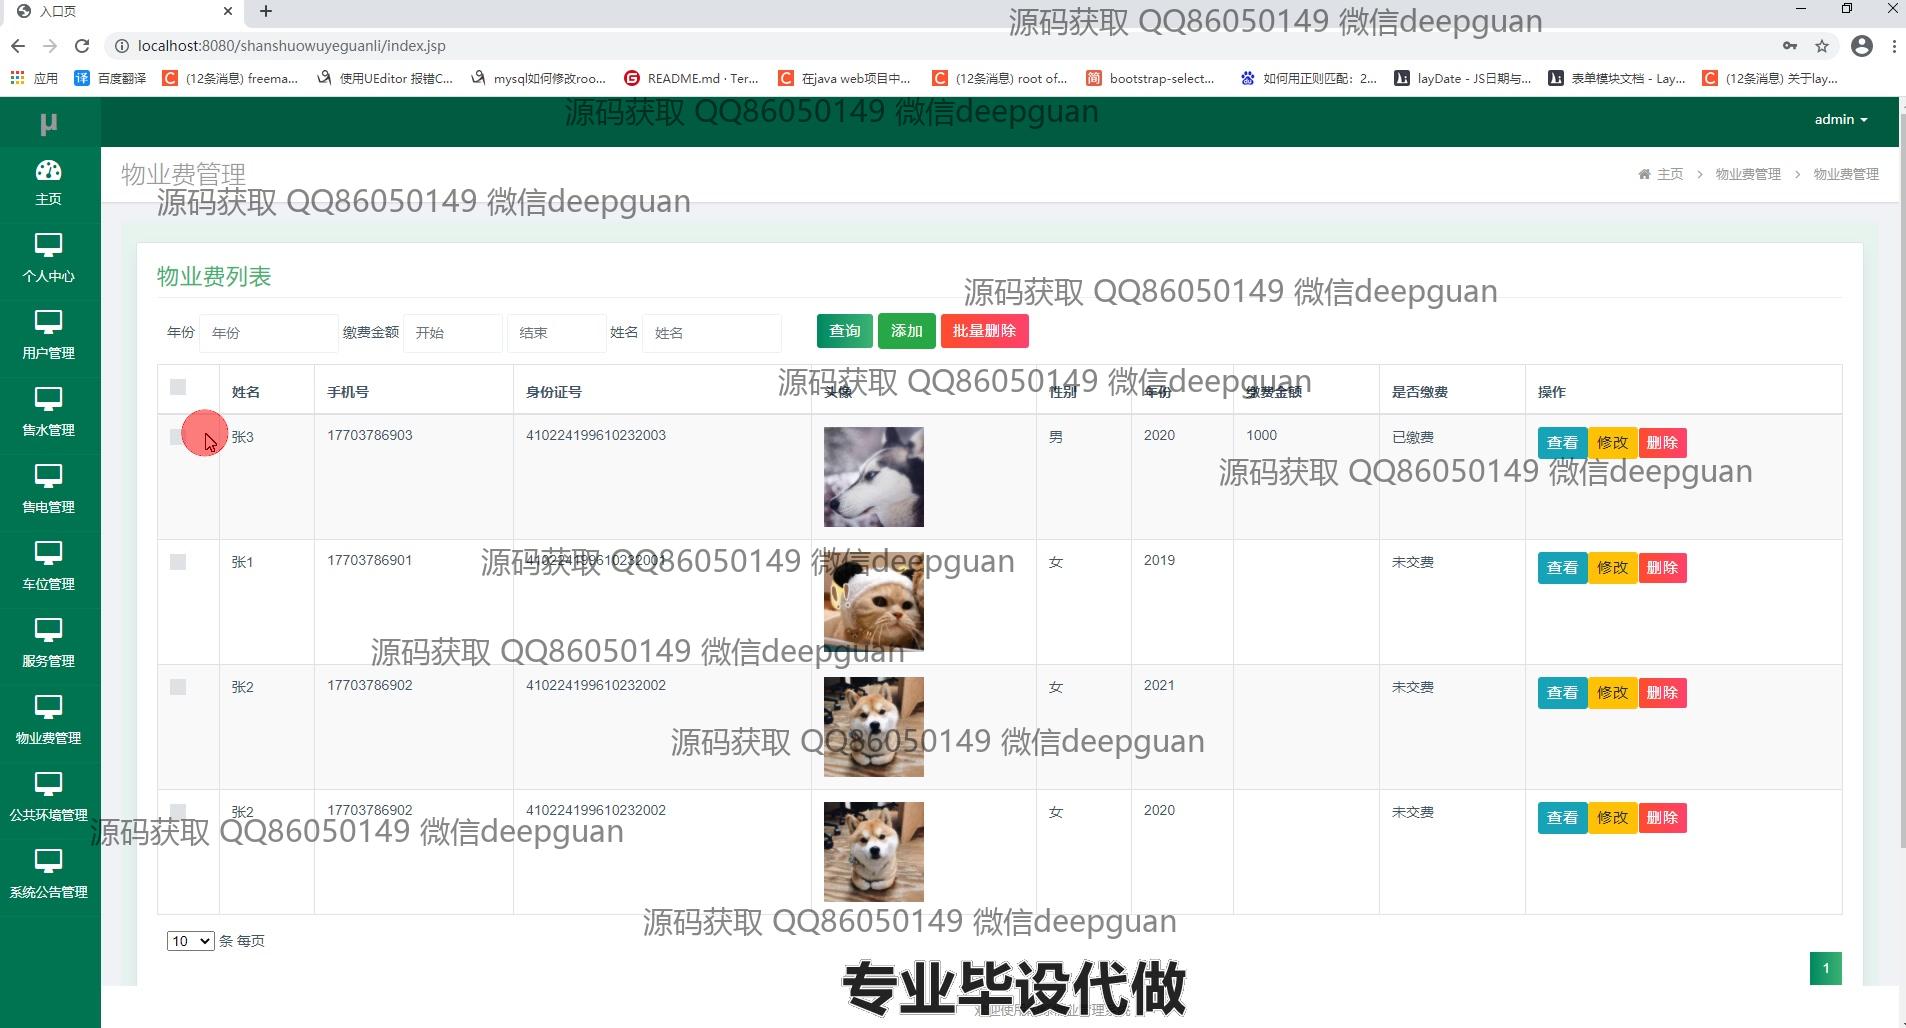 入口页
源码获取 QQ86050149 微信deepguan
localhost:8080/shanshuowuyeguanli/index.jsp
应用 译 百度翻译 (12条消息) freema... 使用UEditor 报错C... mysql如何修改roo... README.md · Ter... 在java web项目中... (12条消息) root of... 简 bootstrap-select... 如何用正则匹配：2... layDate - JS日期与... 表单模块文档 - Lay... (12条消息) 关于lay...
源码获取 QQ86050149 微信deepguan
μ admin
主页
个人中心
用户管理
售水管理
售电管理
车位管理
服务管理
物业费管理
公共环境管理
系统公告管理
物业费管理 主页 > 物业费管理 > 物业费管理
源码获取 QQ86050149 微信deepguan
物业费列表
源码获取 QQ86050149 微信deepguan
年份 年份 缴费金额 开始 结束 姓名 姓名 查询 添加 批量删除
源码获取 QQ86050149 微信deepguan
姓名 手机号 身份证号 头像 性别 年份 缴费金额 是否缴费 操作
张3 17703786903 410224199610232003 男 2020 1000 已缴费 查看 修改 删除
源码获取 QQ86050149 微信deepguan
张1 17703786901 410224199610232001 女 2019 未交费 查看 修改 删除
源码获取 QQ86050149 微信deepguan
源码获取 QQ86050149 微信deepguan
张2 17703786902 410224199610232002 女 2021 未交费 查看 修改 删除
源码获取 QQ86050149 微信deepguan
张2 17703786902 410224199610232002 女 2020 未交费 查看 修改 删除
源码获取 QQ86050149 微信deepguan
源码获取 QQ86050149 微信deepguan
10 条 每页
1
专业毕设代做